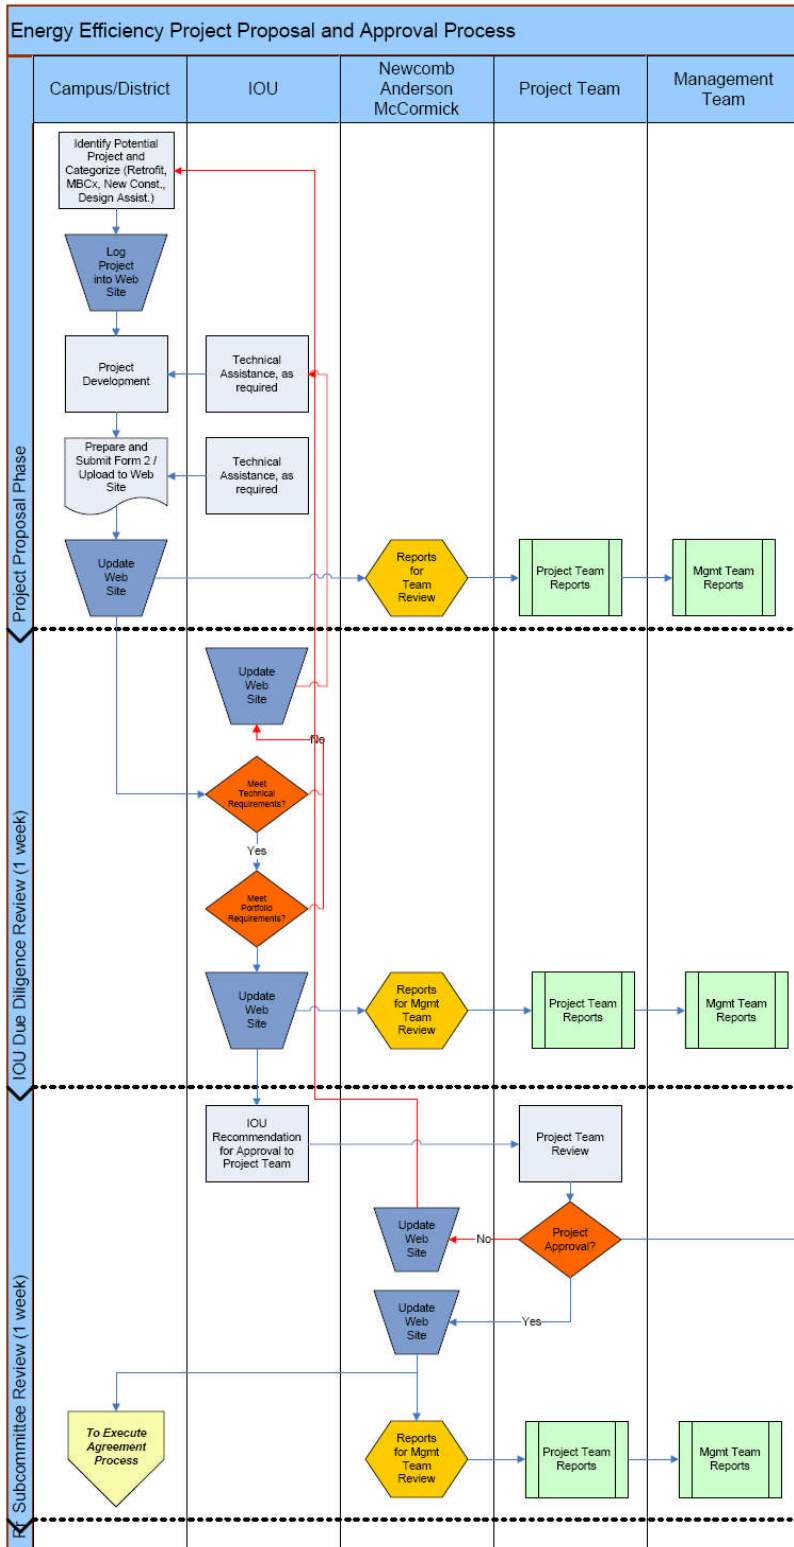 Energy Efficiency Project Proposal and Approval Process
Campus/District
IOU
Newcomb
Anderson
McCormick
Project Team
Management
Team
Project Proposal Phase
Identify Potential
Project and
Categorize (Retrofit,
MBCx, New Const.,
Design Assist.)
Log
Project
into Web
Site
Project
Development
Technical
Assistance, as
required
Prepare and
Submit Form 2 /
Upload to Web
Site
Technical
Assistance, as
required
Update
Web
Site
Reports
for
Team
Review
Project Team
Reports
Mgmt Team
Reports
IOU Due Diligence Review (1 week)
Update
Web
Site
No
Meet
Technical
Requirements?
Yes
Meet
Portfolio
Requirements?
Update
Web
Site
Reports
for Mgmt
Team
Review
Project Team
Reports
Mgmt Team
Reports
Subcommittee Review (1 week)
IOU
Recommendation
for Approval to
Project Team
Project Team
Review
Update
Web
Site
No
Project
Approval?
Update
Web
Site
Yes
To Execute
Agreement
Process
Reports
for Mgmt
Team
Review
Project Team
Reports
Mgmt Team
Reports